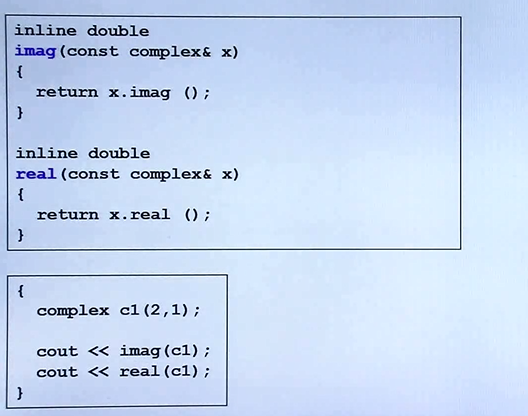 inline double
imag(const complex& x)
{
  return x.imag ();
}
inline double
real(const complex& x)
{
  return x.real ();
}
{
  complex c1(2,1);
  cout << imag(c1);
  cout << real(c1);
}